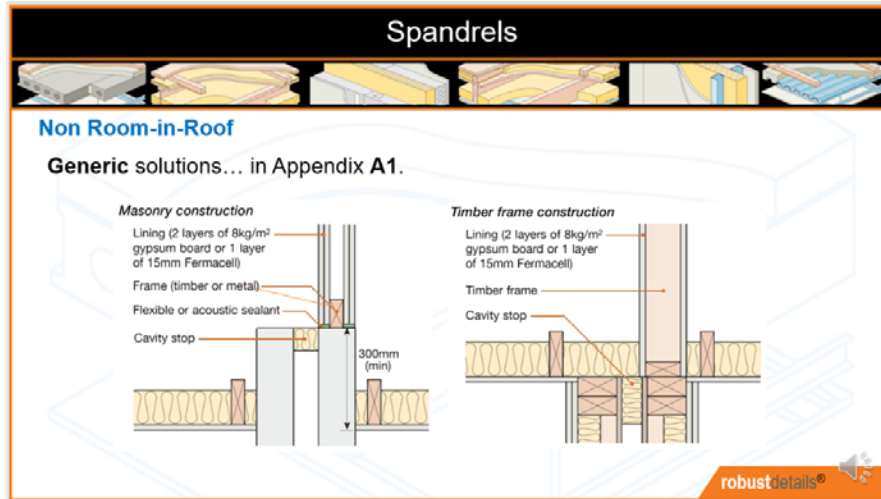 Spandrels
Non Room-in-Roof
Generic solutions... in Appendix A1.
Masonry construction
Lining (2 layers of 8kg/m²
gypsum board or 1 layer
of 15mm Fermacell)
Frame (timber or metal)
Flexible or acoustic sealant
Cavity stop
300mm
(min)
Timber frame construction
Lining (2 layers of 8kg/m²
gypsum board or 1 layer
of 15mm Fermacell)
Timber frame
Cavity stop
robustdetails®